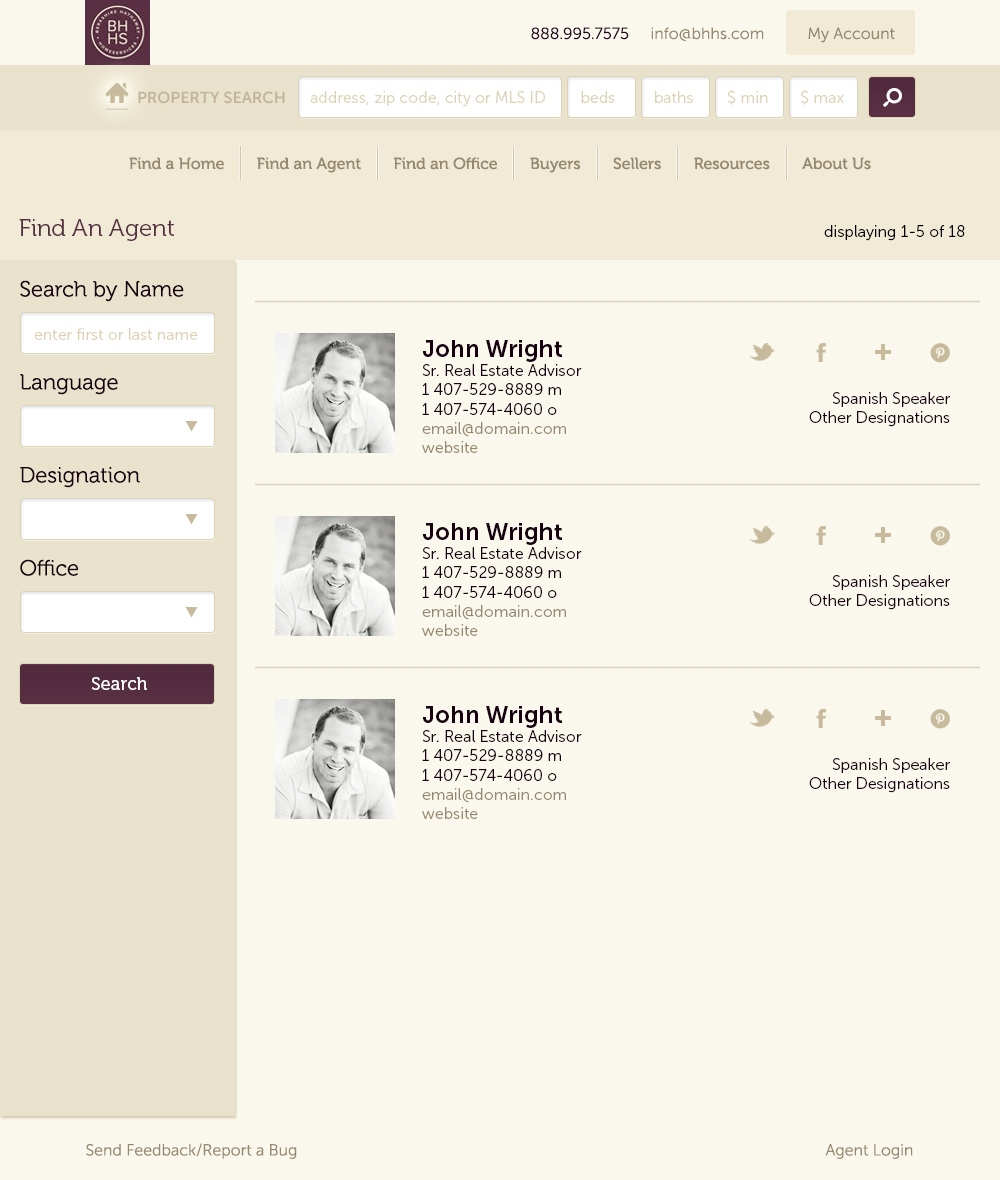 BERKSHIRE HATHAWAY
BH
HS
HOMESERVICES
888.995.7575 info@bhhs.com My Account
PROPERTY SEARCH address, zip code, city or MLS ID beds baths $ min $ max
Find a Home Find an Agent Find an Office Buyers Sellers Resources About Us
Find An Agent displaying 1-5 of 18
Search by Name
enter first or last name
Language
Designation
Office
Search
John Wright
Sr. Real Estate Advisor
1 407-529-8889 m
1 407-574-4060 o
email@domain.com
website
Spanish Speaker
Other Designations
John Wright
Sr. Real Estate Advisor
1 407-529-8889 m
1 407-574-4060 o
email@domain.com
website
Spanish Speaker
Other Designations
John Wright
Sr. Real Estate Advisor
1 407-529-8889 m
1 407-574-4060 o
email@domain.com
website
Spanish Speaker
Other Designations
Send Feedback/Report a Bug Agent Login